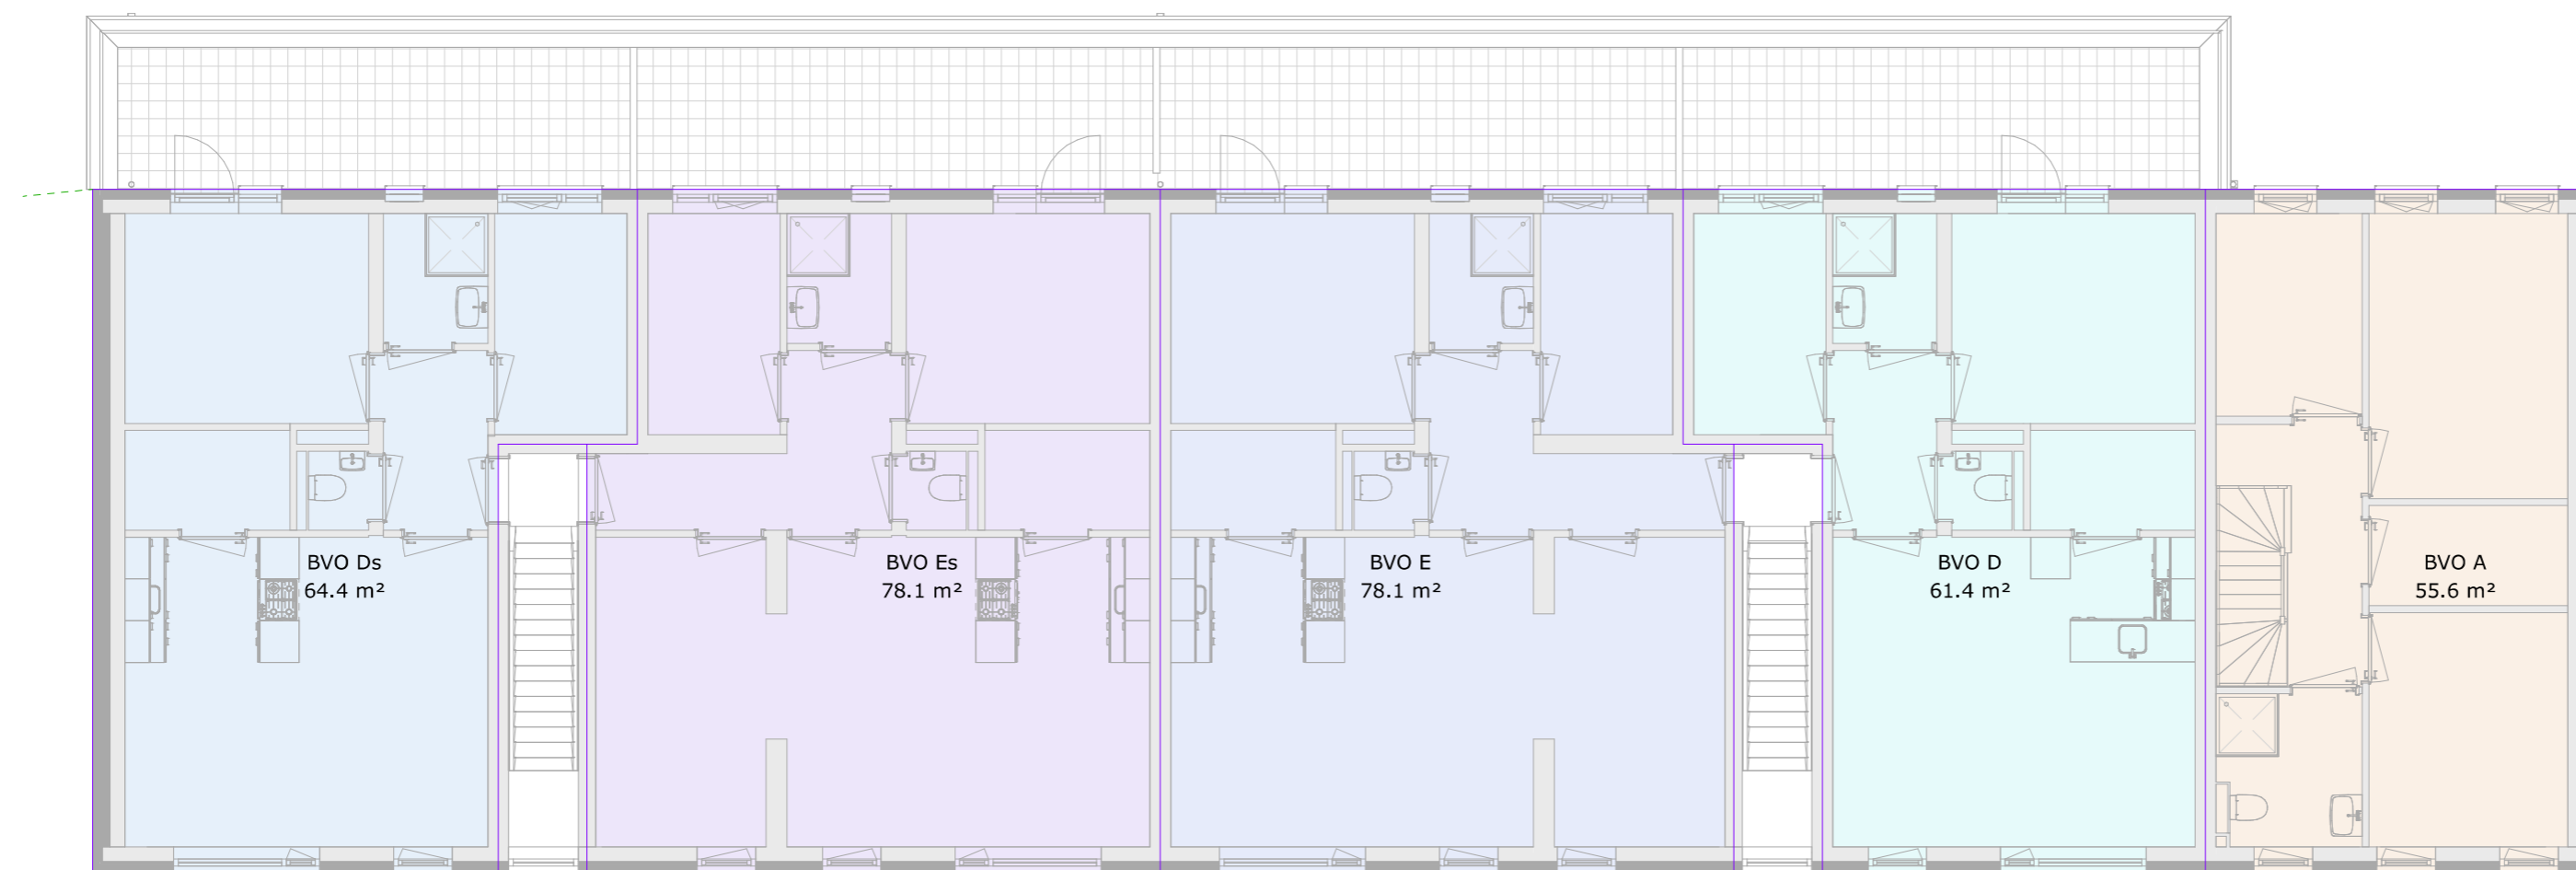 BVO Ds
64.4 m²
BVO Es
78.1 m²
BVO E
78.1 m²
BVO D
61.4 m²
BVO A
55.6 m²